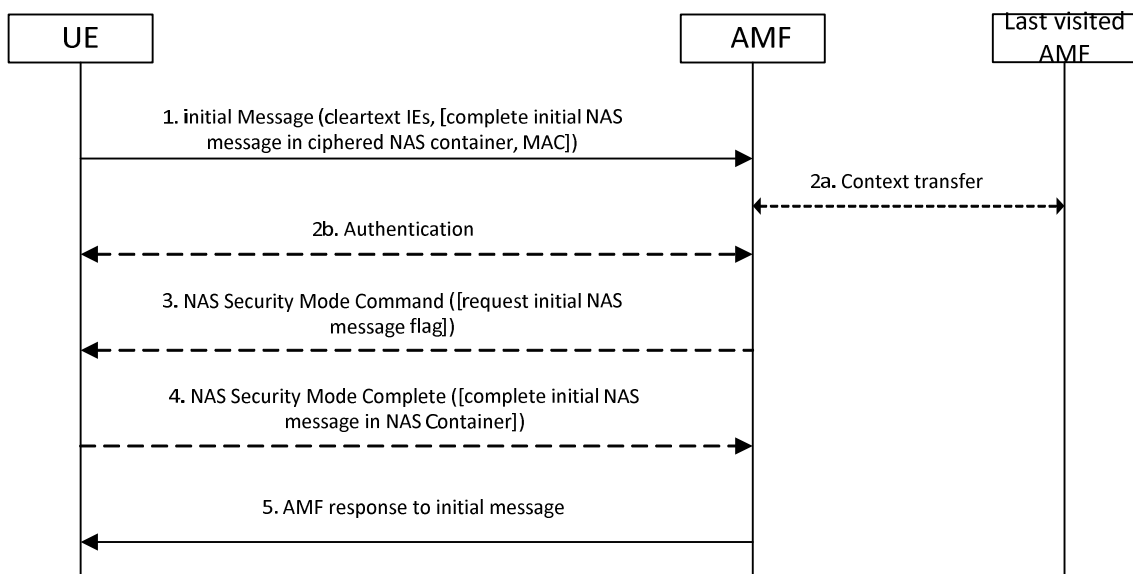 UE
AMF
Last visited
AMF
1. initial Message (cleartext IEs, [complete initial NAS
message in ciphered NAS container, MAC])
2a. Context transfer
2b. Authentication
3. NAS Security Mode Command ([request initial NAS
message flag])
4. NAS Security Mode Complete ([complete initial NAS
message in NAS Container])
5. AMF response to initial message